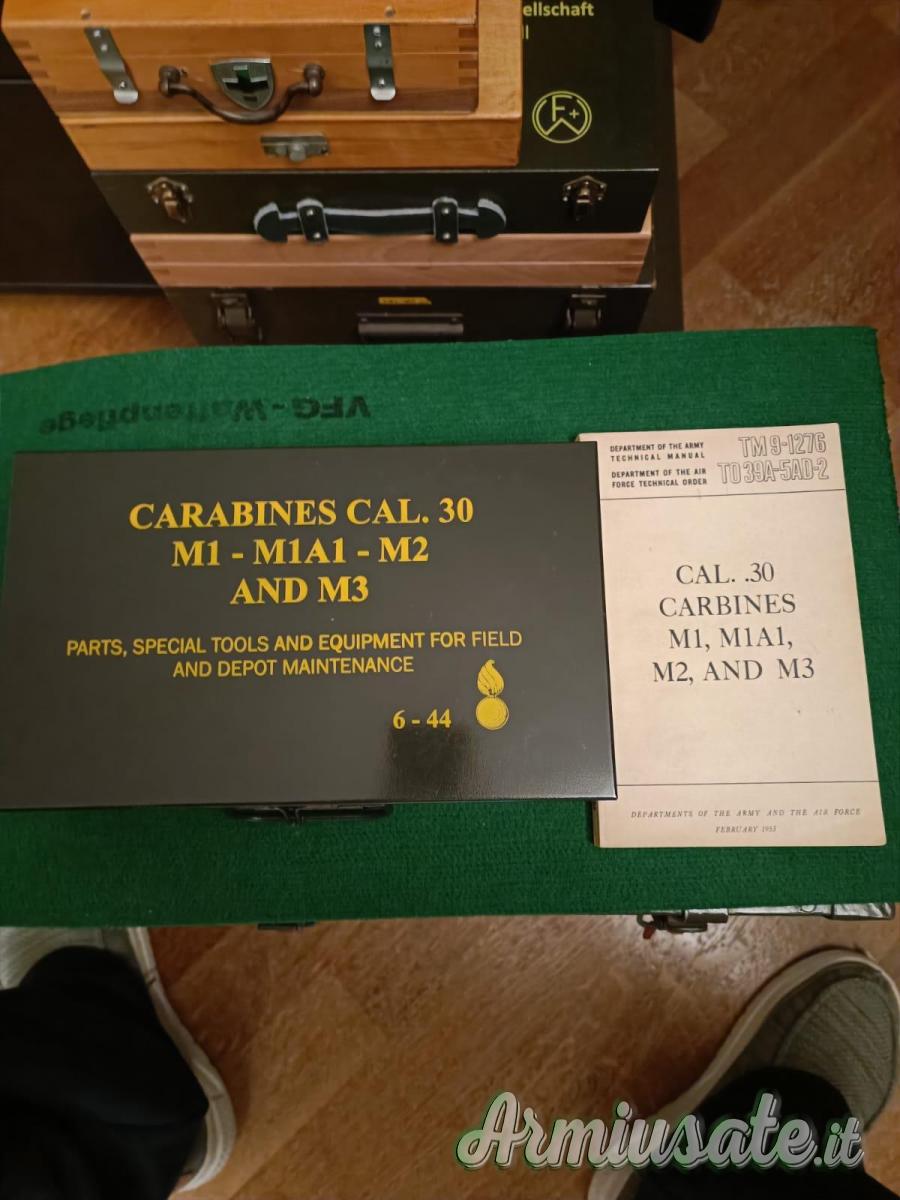 ellschaft
F+
W
VFG - Waffenpflege
CARABINES CAL. 30
M1 - M1A1 - M2
AND M3
PARTS, SPECIAL TOOLS AND EQUIPMENT FOR FIELD
AND DEPOT MAINTENANCE
6 - 44
DEPARTMENT OF THE ARMY
TECHNICAL MANUAL
TM 9-1276
DEPARTMENT OF THE AIR
FORCE TECHNICAL ORDER
TO 39A-5AD-2
CAL. .30
CARBINES
M1, M1A1,
M2, AND M3
DEPARTMENTS OF THE ARMY AND THE AIR FORCE
FEBRUARY 1953
Armiusate.it